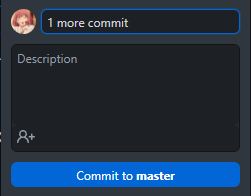 1 more commit
Description
Commit to master